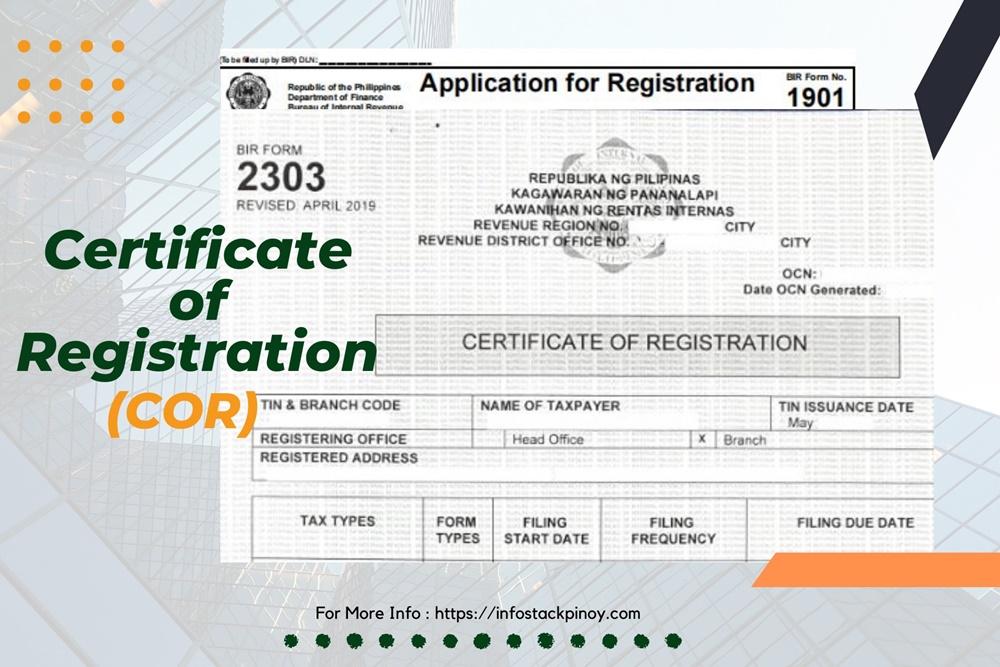 (To be filled up by BIR) DLN:
Republic of the Philippines
Department of Finance
Bureau of Internal Revenue
Application for Registration
BIR Form No.
1901
BIR FORM
2303
REVISED APRIL 2019
REPUBLIKA NG PILIPINAS
KAGAWARAN NG PANANALAPI
KAWANIHAN NG RENTAS INTERNAS
REVENUE REGION NO. CITY
REVENUE DISTRICT OFFICE NO. CITY
OCN:
Date OCN Generated:
Certificate
of
Registration
(COR)
CERTIFICATE OF REGISTRATION
TIN & BRANCH CODE NAME OF TAXPAYER TIN ISSUANCE DATE
May
REGISTERING OFFICE Head Office X Branch
REGISTERED ADDRESS
TAX TYPES FORM TYPES FILING START DATE FILING FREQUENCY FILING DUE DATE
For More Info : https://infostackpinoy.com